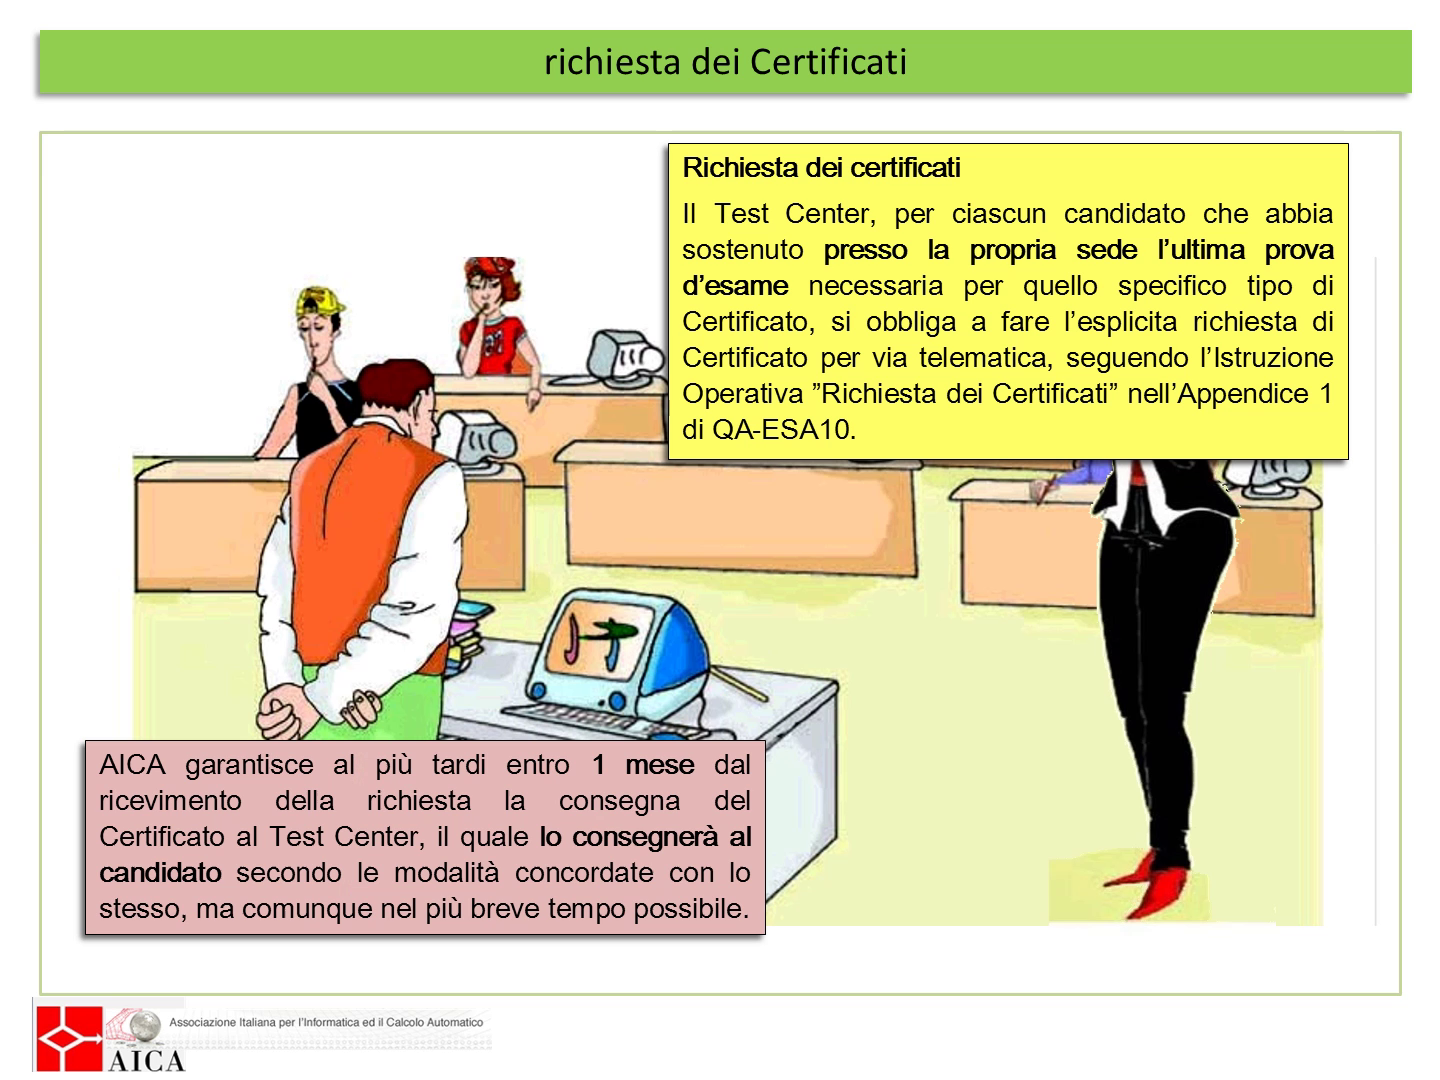 richiesta dei Certificati
Richiesta dei certificati
Il Test Center, per ciascun candidato che abbia
sostenuto presso la propria sede l’ultima prova
d’esame necessaria per quello specifico tipo di
Certificato, si obbliga a fare l’esplicita richiesta di
Certificato per via telematica, seguendo l’Istruzione
Operativa ”Richiesta dei Certificati” nell’Appendice 1
di QA-ESA10.
AICA garantisce al più tardi entro 1 mese dal
ricevimento della richiesta la consegna del
Certificato al Test Center, il quale lo consegnerà al
candidato secondo le modalità concordate con lo
stesso, ma comunque nel più breve tempo possibile.
Associazione Italiana per l'Informatica ed il Calcolo Automatico
AICA